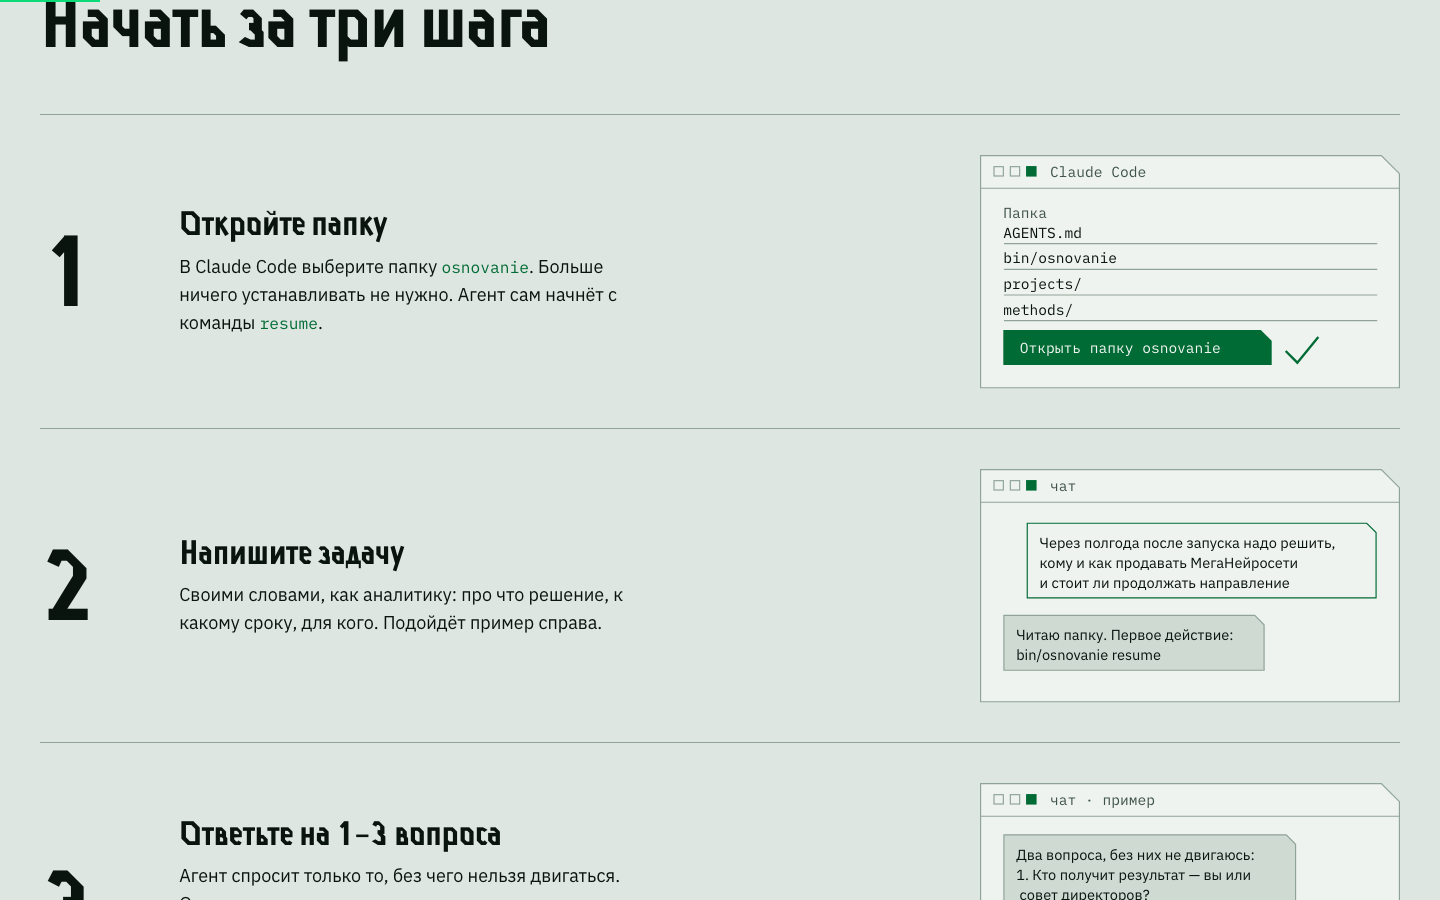 Начать за три шага
1
Откройте папку
В Claude Code выберите папку osnovanie. Больше
ничего устанавливать не нужно. Агент сам начнёт с
команды resume.
Claude Code
Папка
AGENTS.md
bin/osnovanie
projects/
methods/
Открыть папку osnovanie
2
Напишите задачу
Своими словами, как аналитику: про что решение, к
какому сроку, для кого. Подойдёт пример справа.
чат
Через полгода после запуска надо решить,
кому и как продавать МегаНейросети
и стоит ли продолжать направление
Читаю папку. Первое действие:
bin/osnovanie resume
3
Ответьте на 1–3 вопроса
Агент спросит только то, без чего нельзя двигаться.
чат · пример
Два вопроса, без них не двигаюсь:
1. Кто получит результат — вы или
совет директоров?